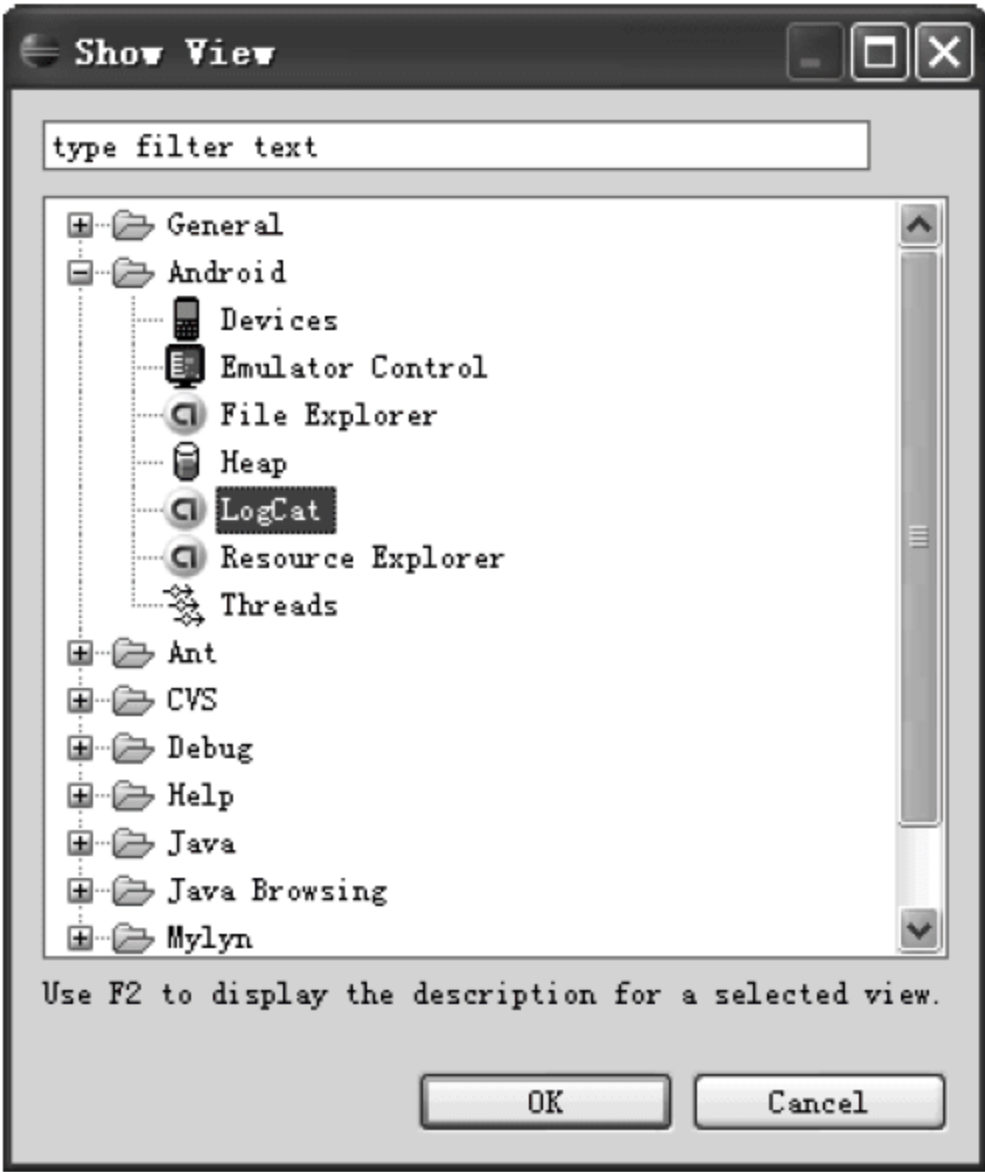 Show View
type filter text
General
Android
Devices
Emulator Control
File Explorer
Heap
LogCat
Resource Explorer
Threads
Ant
CVS
Debug
Help
Java
Java Browsing
Mylyn
Use F2 to display the description for a selected view.
OK
Cancel